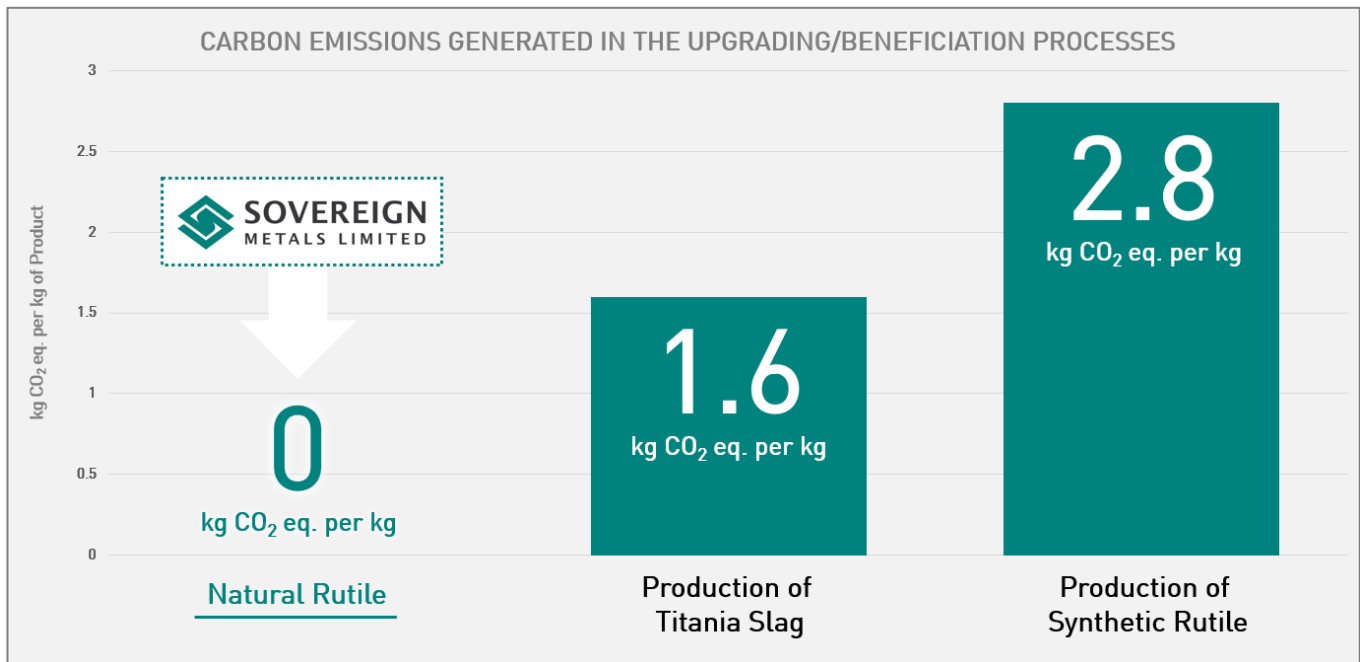 CARBON EMISSIONS GENERATED IN THE UPGRADING/BENEFICIATION PROCESSES
kg CO₂ eq. per kg of Product
3
2.5
2
1.5
1
0.5
0
SOVEREIGN
METALS LIMITED
0
kg CO₂ eq. per kg
Natural Rutile
1.6
kg CO₂ eq. per kg
Production of
Titania Slag
2.8
kg CO₂ eq. per kg
Production of
Synthetic Rutile